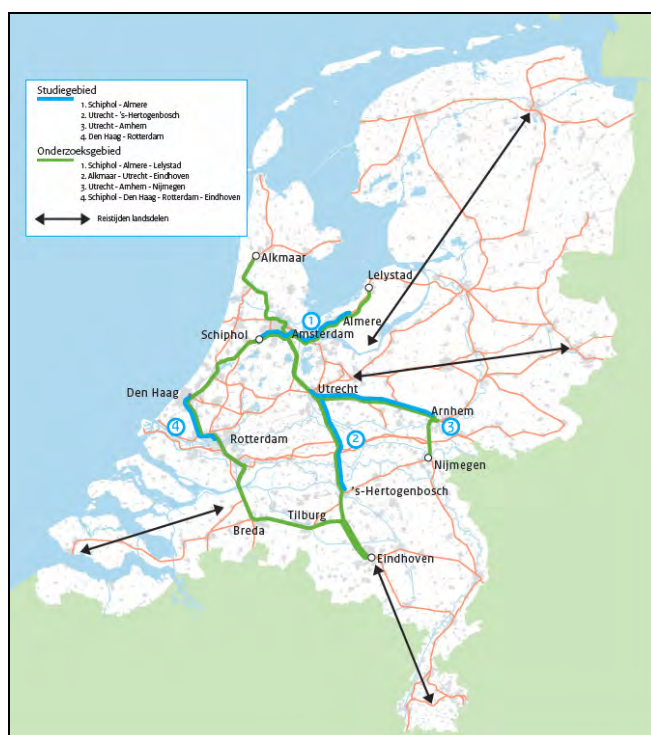 Studiegebied
1. Schiphol - Almere
2. Utrecht - 's-Hertogenbosch
3. Utrecht - Arnhem
4. Den Haag - Rotterdam
Onderzoeksgebied
1. Schiphol - Almere - Lelystad
2. Alkmaar - Utrecht - Eindhoven
3. Utrecht - Arnhem - Nijmegen
4. Schiphol - Den Haag - Rotterdam - Eindhoven
Reistijden landsdelen
Alkmaar
Lelystad
1
Almere
Schiphol
Amsterdam
Den Haag
Utrecht
Arnhem
4
3
Rotterdam
2
Nijmegen
's-Hertogenbosch
Tilburg
Breda
Eindhoven